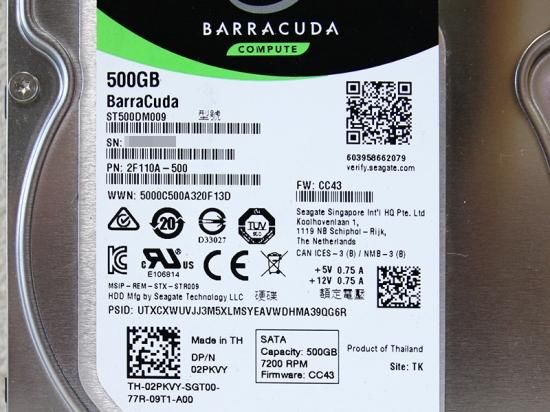 BARRACUDA
COMPUTE
500GB
BarraCuda
ST500DM009 型號
SN:
603958662079
verify.seagate.com
PN: 2F110A-500
WWN: 5000C500A320F13D
FW: CC43
Seagate Singapore Int'l HQ Pte. Ltd
Koolhovenlaan 1,
1119 NB Schiphol - Rijk,
The Netherlands
20
D33027
TUV
CAN ICES-3 (B) / NMB-3 (B)
+5V 0.75 A
+12V 0.75 A
c RU US
E106814
CE
MSIP-REM-STX-STR009
HDD Mfg by Seagate Technology LLC 硬碟 額定電壓
PSID: UTXCXWUVJJ3M5XLMSYEAVWDHMA39QG6R
Made in TH
DP/N
02PKVY
SATA
Capacity: 500GB
7200 RPM
Firmware: CC43
Product of Thailand
Site: TK
TH-02PKVY-SGT00-
77R-09T1-A00